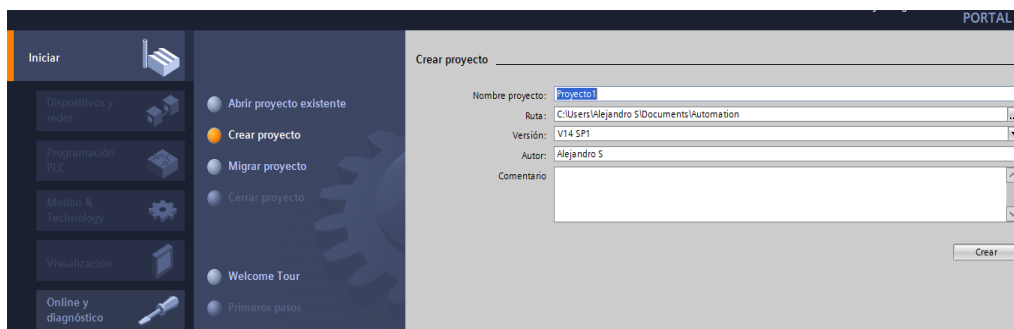 PORTAL
Iniciar
Dispositivos y
redes
Programación
PLC
Motion &
Technology
Visualización
Online y
diagnóstico
Abrir proyecto existente
Crear proyecto
Migrar proyecto
Cerrar proyecto
Welcome Tour
Primeros pasos
Crear proyecto
Nombre proyecto: Proyecto1
Ruta: C:\Users\Alejandro S\Documents\Automation
...
Versión: V14 SP1
Autor: Alejandro S
Comentario
Crear